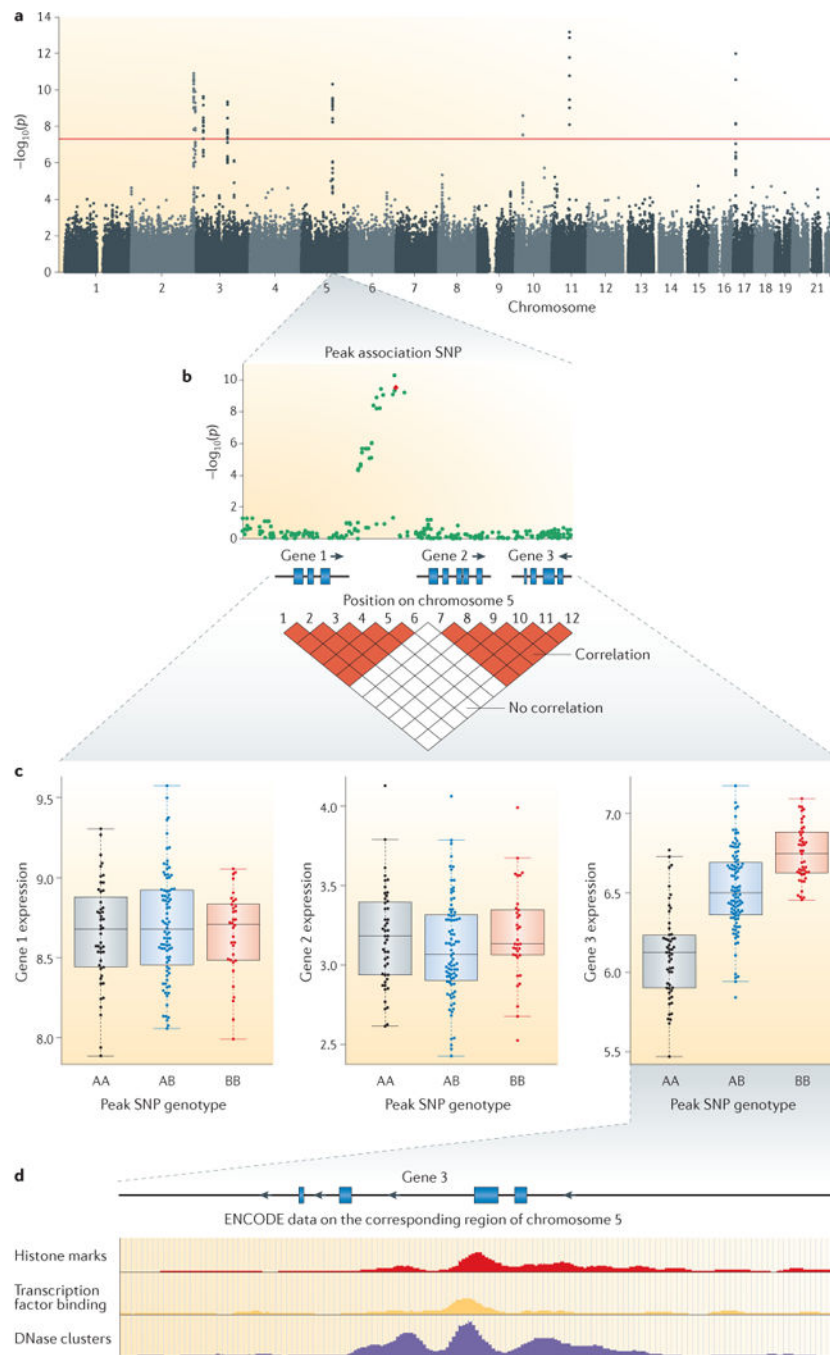 a
14
12
10
8
6
4
2
0
–log10(p)
1 2 3 4 5 6 7 8 9 10 11 12 13 14 15 16 17 18 19 21
Chromosome
Peak association SNP
b
10
8
6
4
2
0
–log10(p)
Gene 1 Gene 2 Gene 3
Position on chromosome 5
1 2 3 4 5 6 7 8 9 10 11 12
Correlation
No correlation
c
9.5
9.0
8.5
8.0
Gene 1 expression
AA AB BB
Peak SNP genotype
4.0
3.5
3.0
2.5
Gene 2 expression
AA AB BB
Peak SNP genotype
7.0
6.5
6.0
5.5
Gene 3 expression
AA AB BB
Peak SNP genotype
d
Gene 3
ENCODE data on the corresponding region of chromosome 5
Histone marks
Transcription
factor binding
DNase clusters